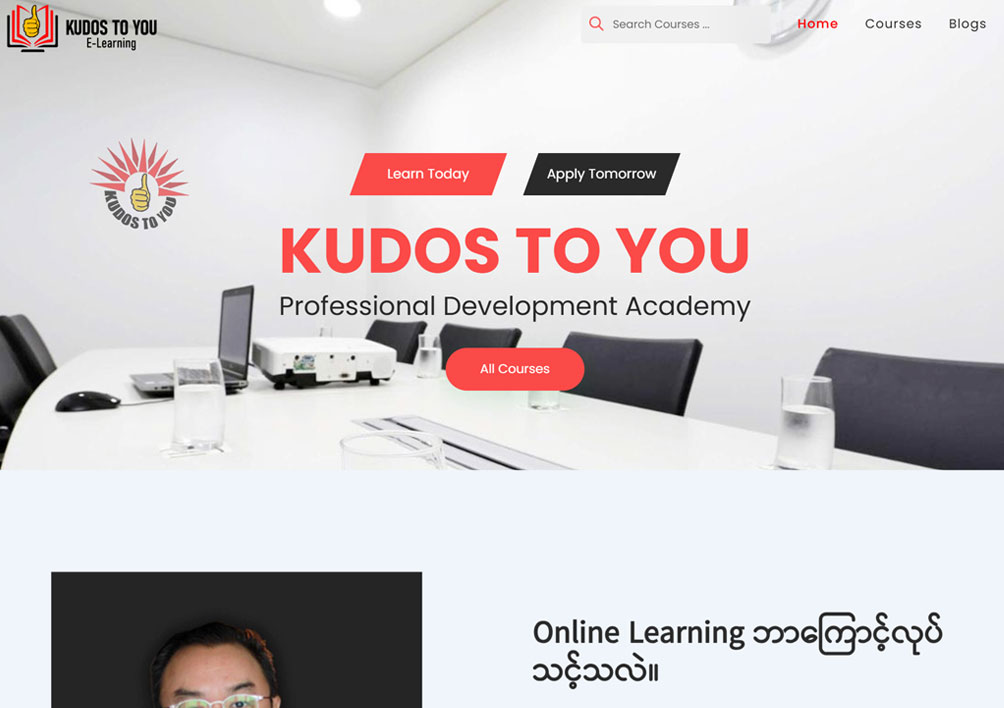 KUDOS TO YOU
E-Learning
Search Courses ...
Home
Courses
Blogs
KUDOS TO YOU
Learn Today
Apply Tomorrow
KUDOS TO YOU
Professional Development Academy
All Courses
Online Learning ဘာကြောင့်လုပ်
သင့်သလဲ။